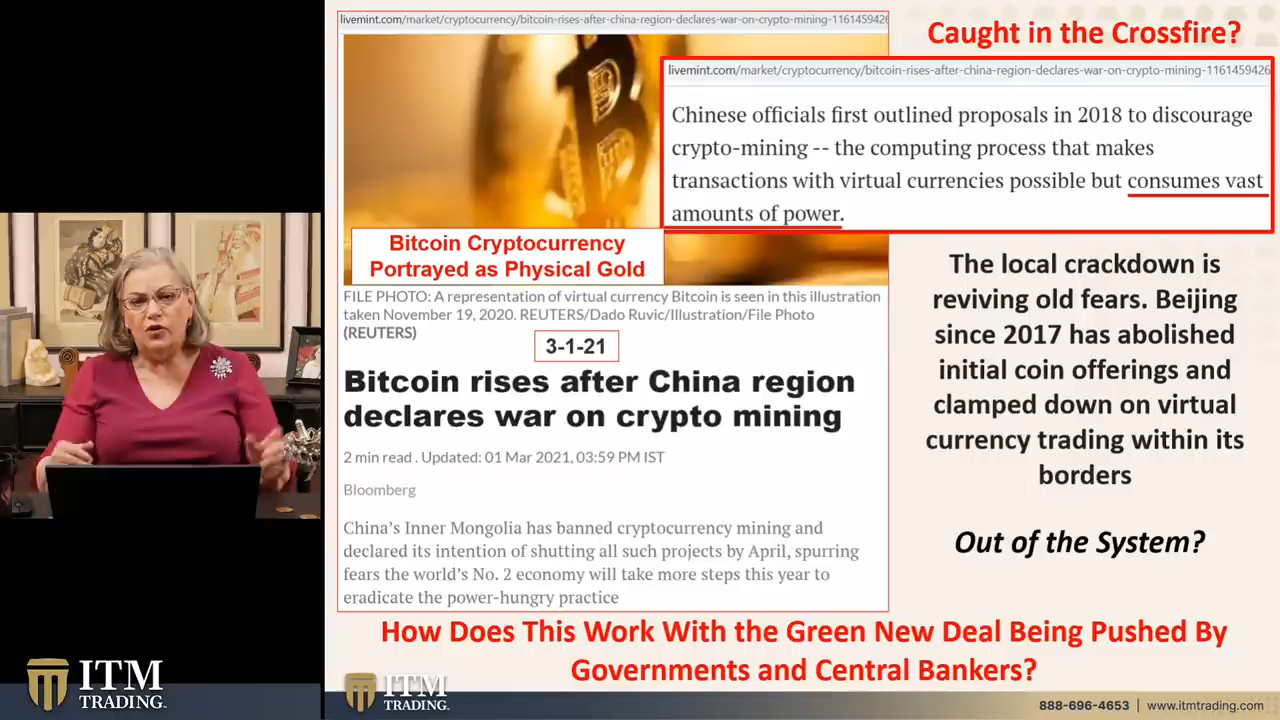 livemint.com/market/cryptocurrency/bitcoin-rises-after-china-region-declares-war-on-crypto-mining-1161459426
Caught in the Crossfire?
livemint.com/market/cryptocurrency/bitcoin-rises-after-china-region-declares-war-on-crypto-mining-1161459426
Chinese officials first outlined proposals in 2018 to discourage
crypto-mining -- the computing process that makes
transactions with virtual currencies possible but consumes vast
amounts of power.
Bitcoin Cryptocurrency
Portrayed as Physical Gold
FILE PHOTO: A representation of virtual currency Bitcoin is seen in this illustration
taken November 19, 2020. REUTERS/Dado Ruvic/Illustration/File Photo
(REUTERS)
3-1-21
Bitcoin rises after China region
declares war on crypto mining
2 min read . Updated: 01 Mar 2021, 03:59 PM IST
Bloomberg
China's Inner Mongolia has banned cryptocurrency mining and
declared its intention of shutting all such projects by April, spurring
fears the world's No. 2 economy will take more steps this year to
eradicate the power-hungry practice
The local crackdown is
reviving old fears. Beijing
since 2017 has abolished
initial coin offerings and
clamped down on virtual
currency trading within its
borders
Out of the System?
How Does This Work With the Green New Deal Being Pushed By
Governments and Central Bankers?
ITM
TRADING
ITM
TRADING
888-696-4653 | www.itmtrading.com